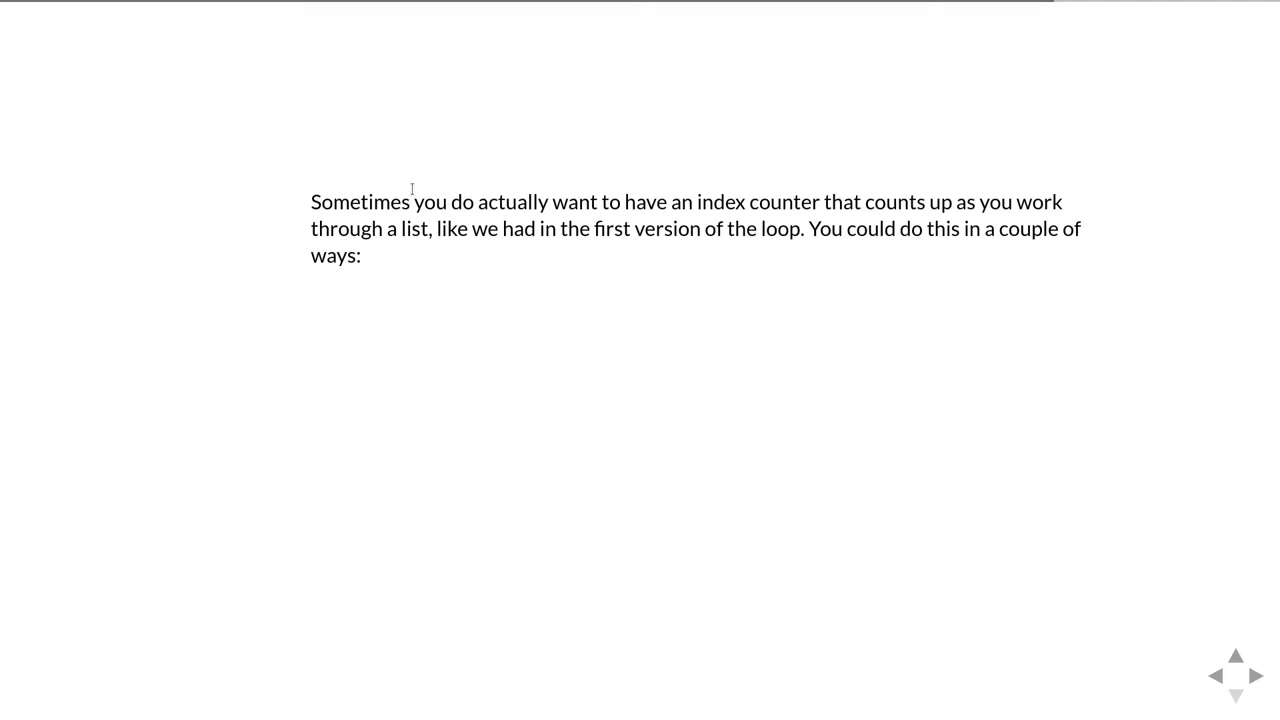 Sometimes you do actually want to have an index counter that counts up as you work
through a list, like we had in the first version of the loop. You could do this in a couple of
ways: